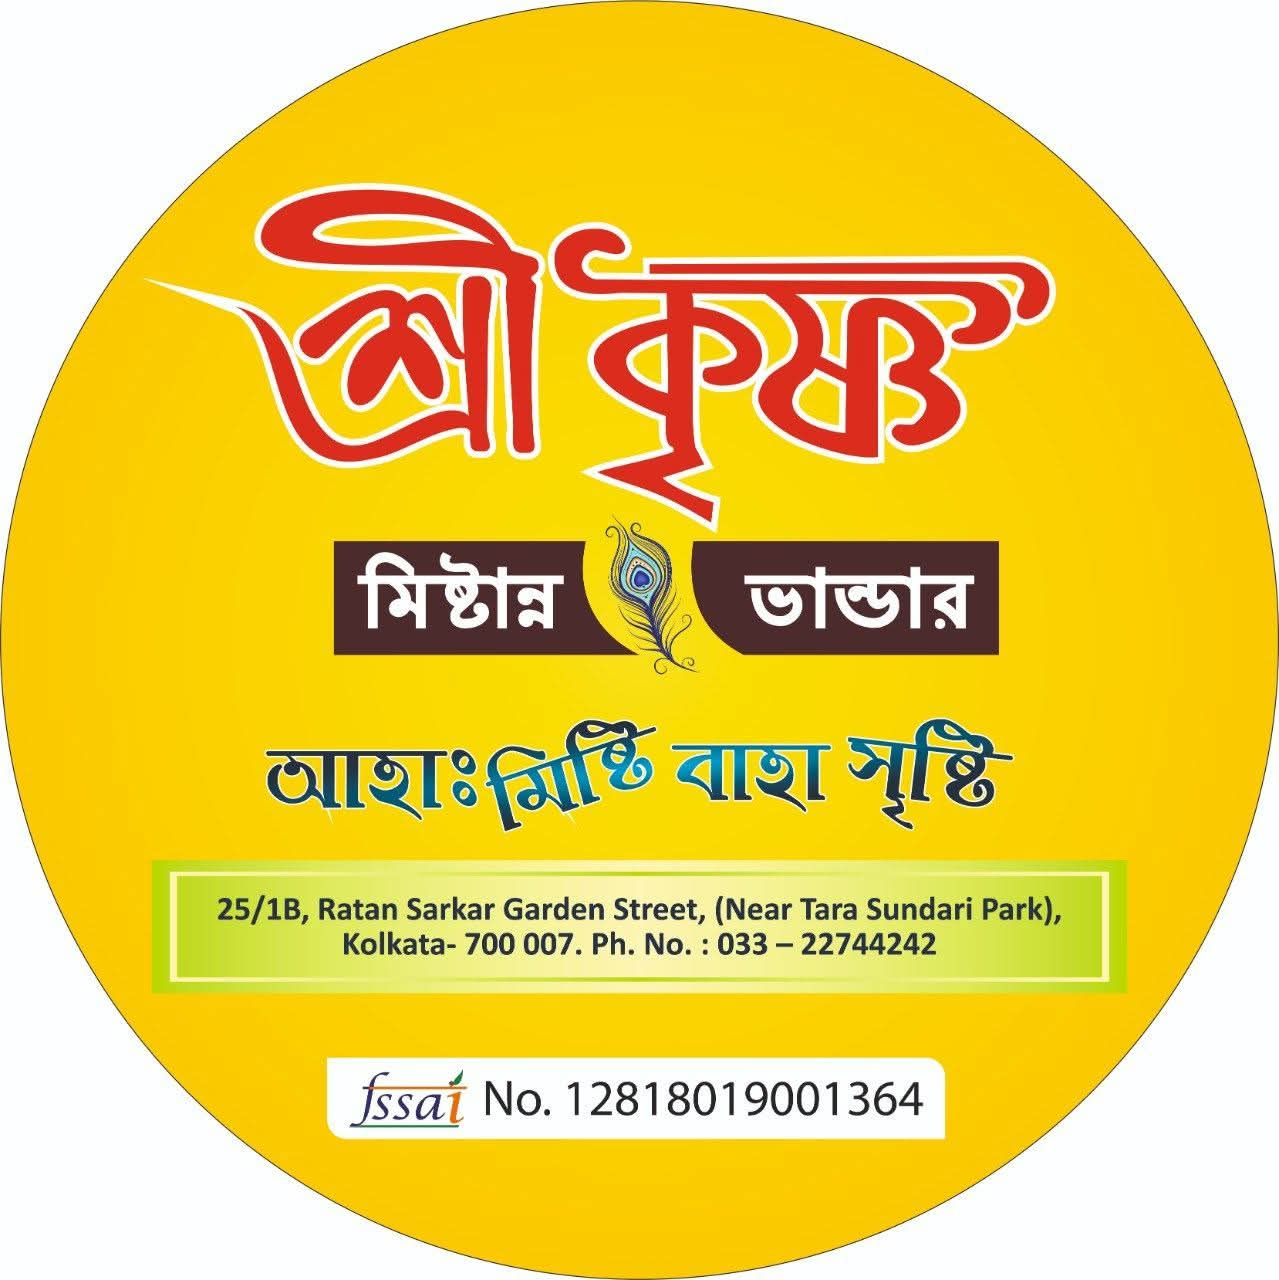 শ্রী কৃষ্ণ
মিষ্টান্ন ভান্ডার
আহাঃ মিষ্টি বাহা সৃষ্টি
25/1B, Ratan Sarkar Garden Street, (Near Tara Sundari Park),
Kolkata- 700 007. Ph. No. : 033 – 22744242
fssai No. 12818019001364